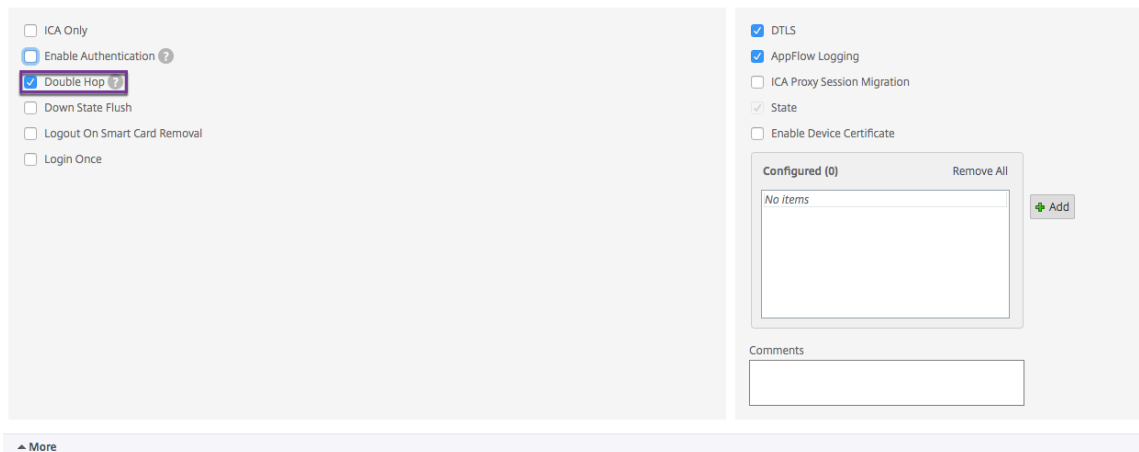 ICA Only
Enable Authentication ?
Double Hop ?
Down State Flush
Logout On Smart Card Removal
Login Once
DTLS
AppFlow Logging
ICA Proxy Session Migration
State
Enable Device Certificate
Configured (0) Remove All
No items
Add
Comments
More